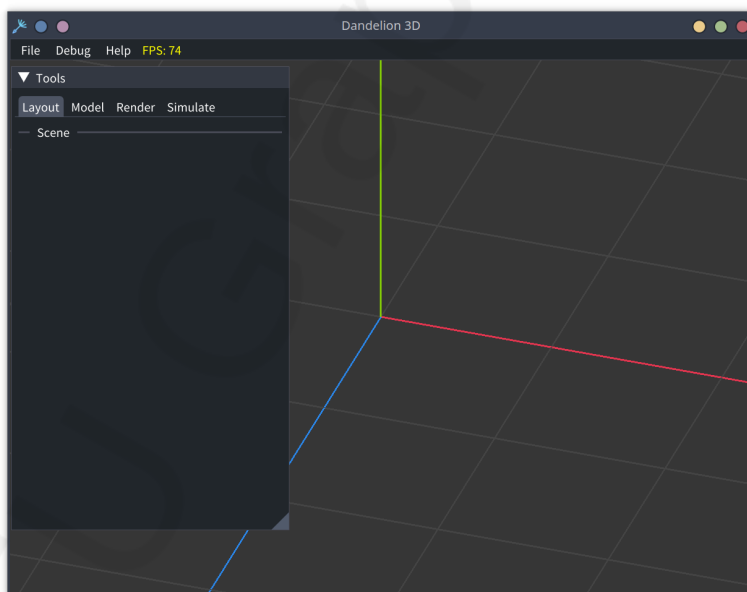 Dandelion 3D
File Debug Help FPS: 74
Tools
Layout Model Render Simulate
Scene